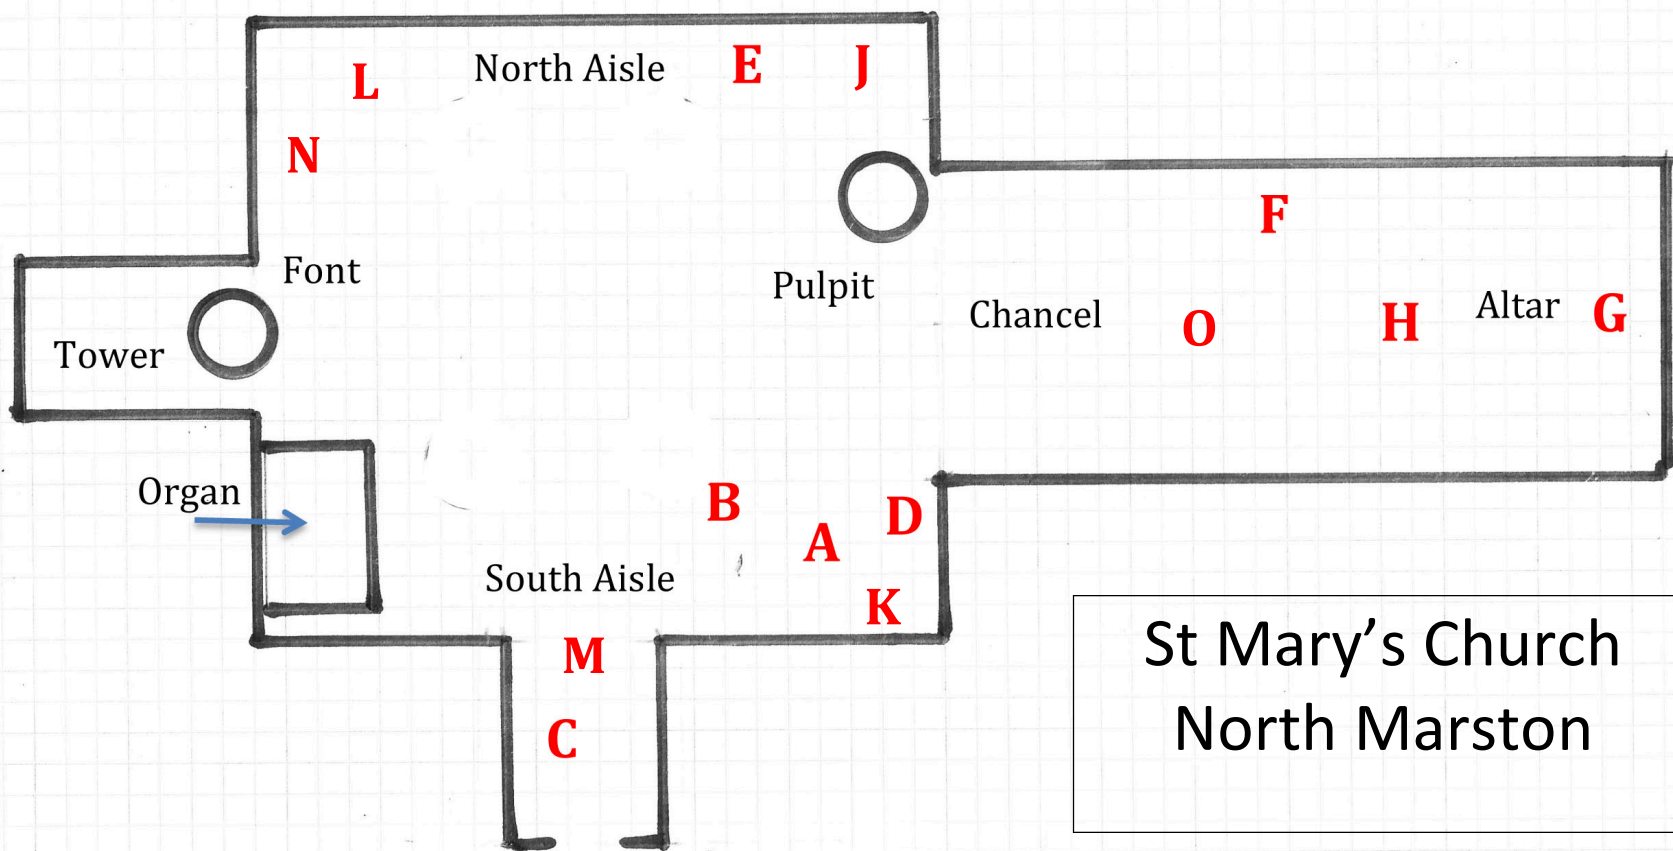 North Aisle
E
J
L
N
F
Font
Pulpit
Chancel
O
H
Altar
G
Tower
Organ
B
A
D
South Aisle
K
M
C
St Mary’s Church
North Marston